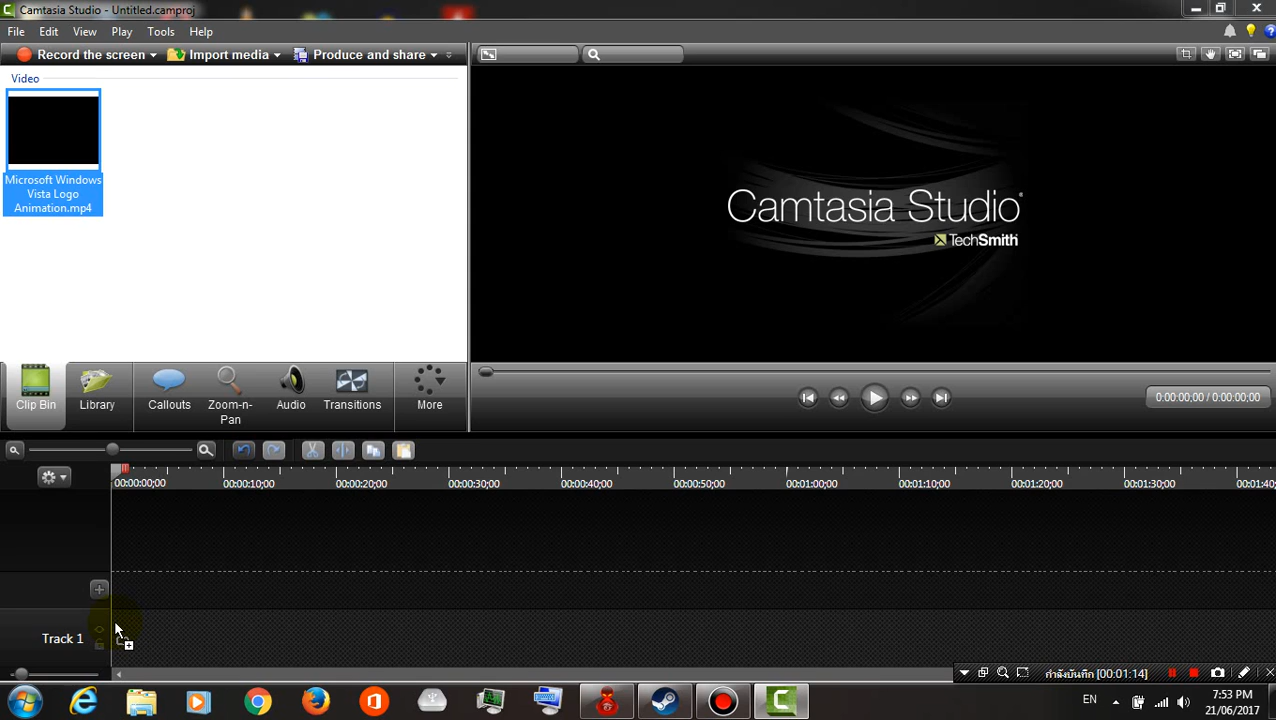 Camtasia Studio - Untitled.camproj
File Edit View Play Tools Help
Record the screen Import media Produce and share
Video
Microsoft Windows
Vista Logo
Animation.mp4
Camtasia Studio®
TechSmith
Clip Bin Library Callouts Zoom-n-
Pan Audio Transitions More
0:00:00;00 / 0:00:00;00
00:00:00;00 00:00:10;00 00:00:20;00 00:00:30;00 00:00:40;00 00:00:50;00 00:01:00;00 00:01:10;00 00:01:20;00 00:01:30;00 00:01:40;
Track 1
กำลังบันทึก [00:01:14]
EN
7:53 PM
21/06/2017